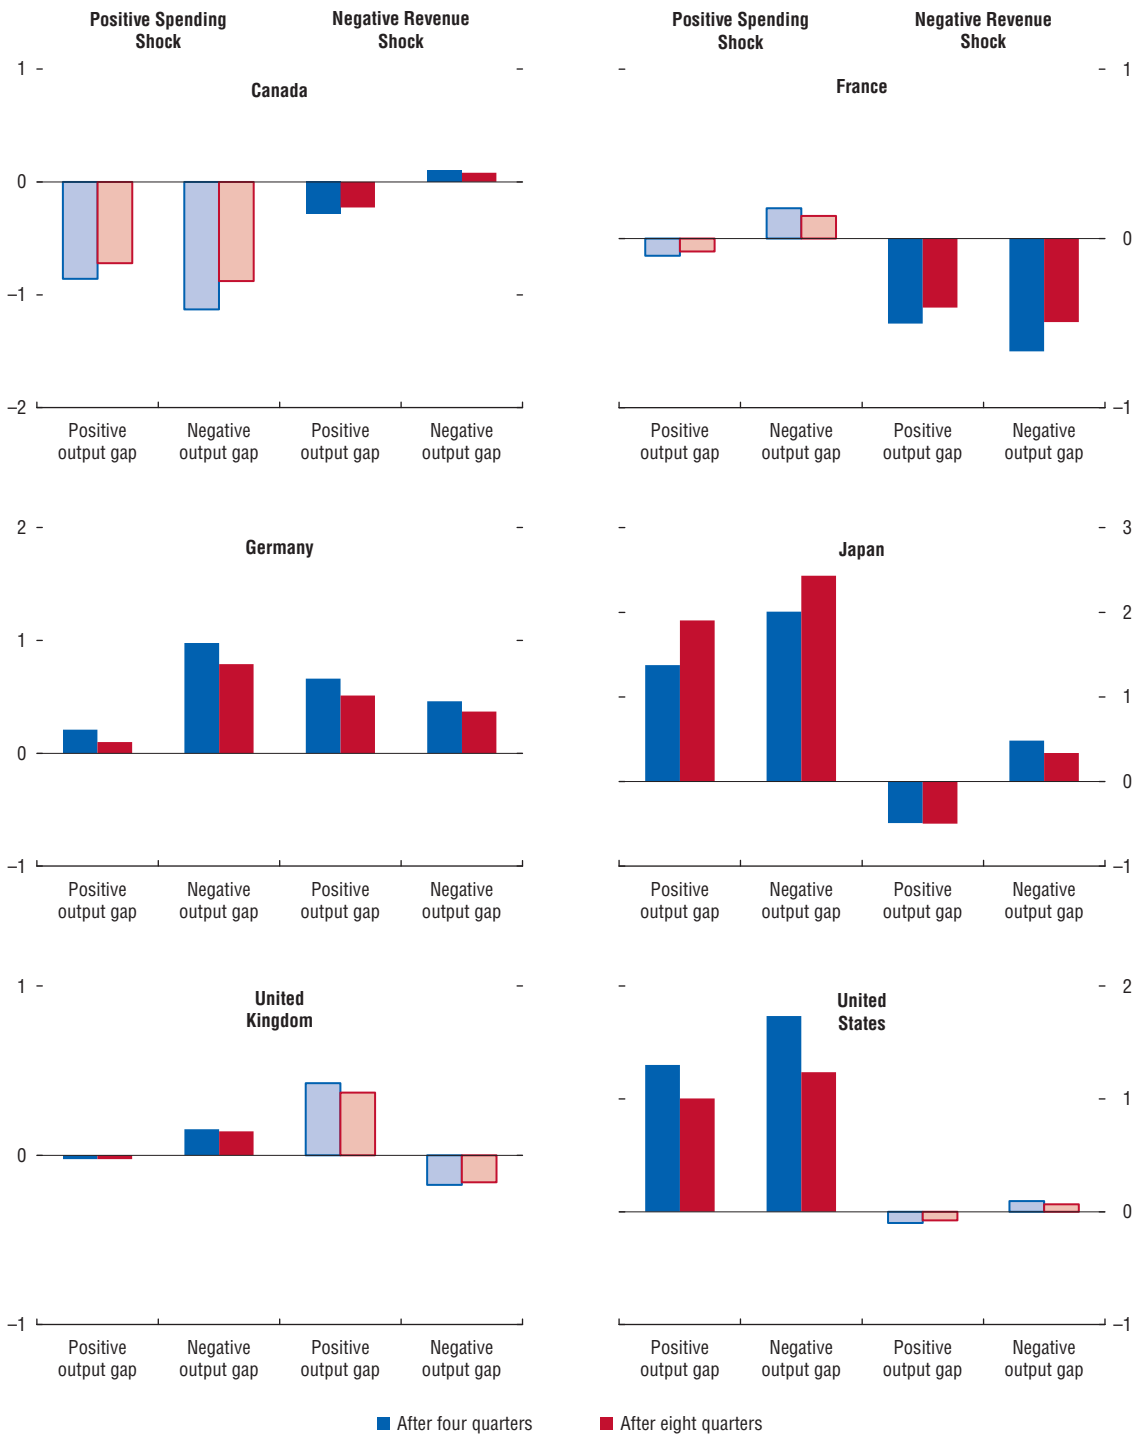 Positive Spending
Shock
Negative Revenue
Shock
Positive Spending
Shock
Negative Revenue
Shock
Canada
1
0
–1
–2
Positive
output gap
Negative
output gap
Positive
output gap
Negative
output gap
France
1
0
–1
Positive
output gap
Negative
output gap
Positive
output gap
Negative
output gap
Germany
2
1
0
–1
Positive
output gap
Negative
output gap
Positive
output gap
Negative
output gap
Japan
3
2
1
0
–1
Positive
output gap
Negative
output gap
Positive
output gap
Negative
output gap
United
Kingdom
1
0
–1
Positive
output gap
Negative
output gap
Positive
output gap
Negative
output gap
United
States
2
1
0
–1
Positive
output gap
Negative
output gap
Positive
output gap
Negative
output gap
After four quarters
After eight quarters